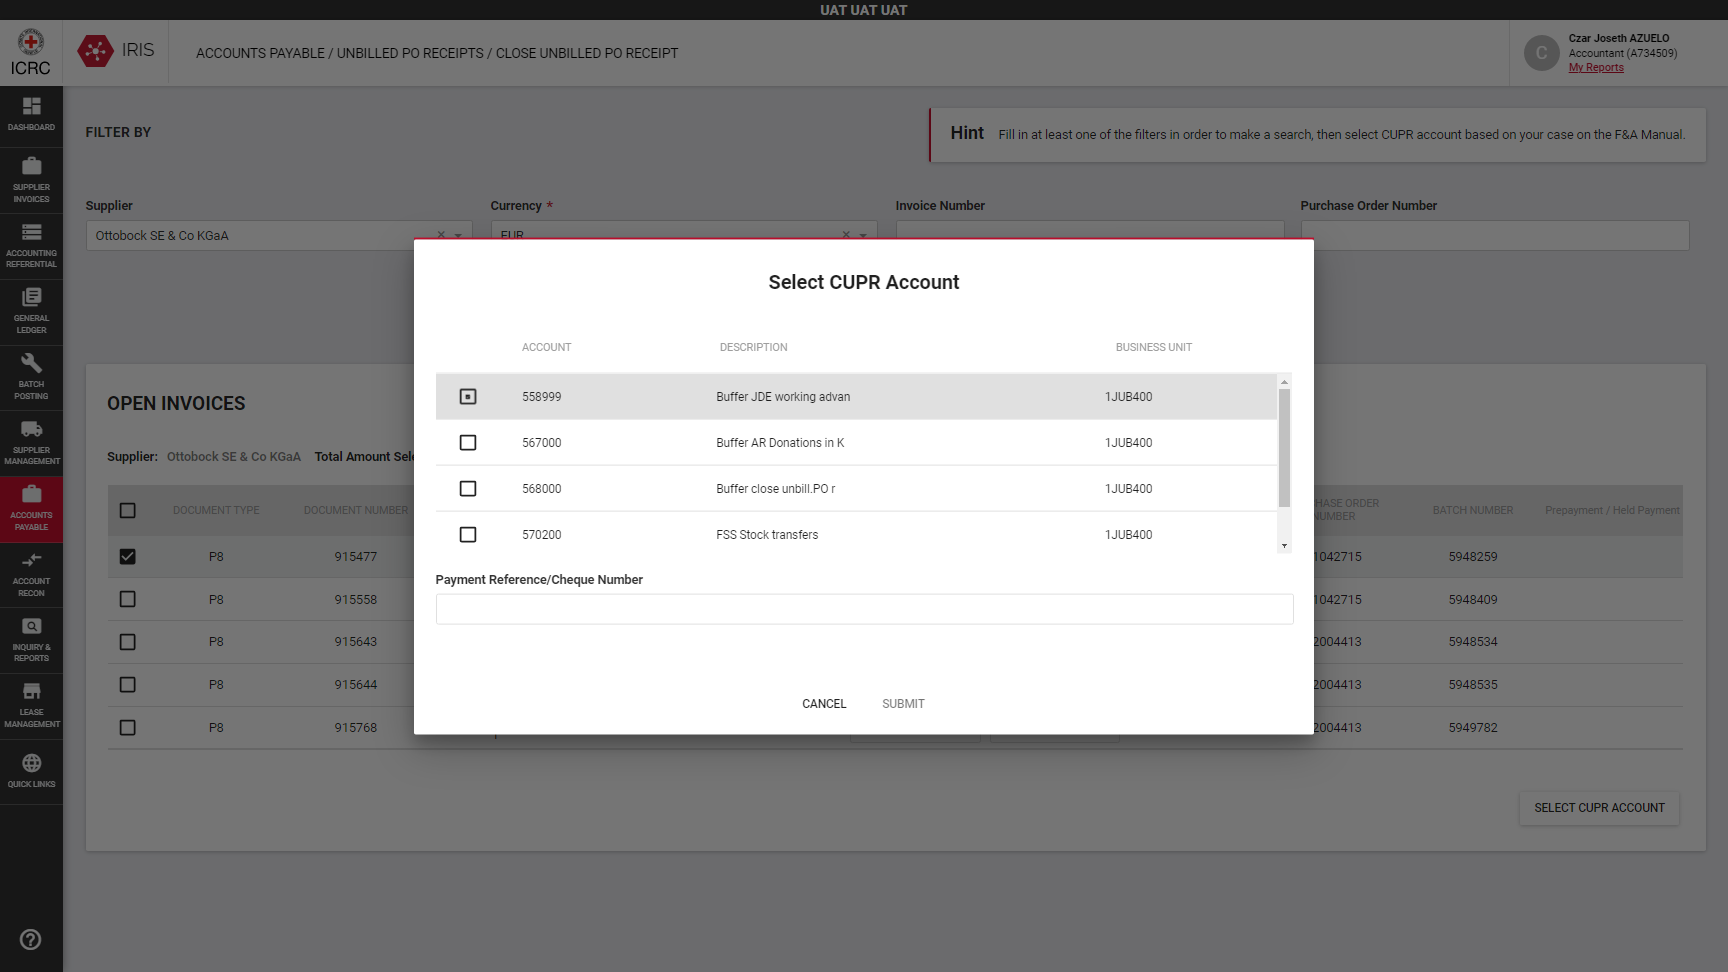 UAT UAT UAT
ICRC
IRIS
ACCOUNTS PAYABLE / UNBILLED PO RECEIPTS / CLOSE UNBILLED PO RECEIPT
C
Czar Joseth AZUELO
Accountant (A734509)
My Reports
DASHBOARD
SUPPLIER
INVOICES
ACCOUNTING
REFERENTIAL
GENERAL
LEDGER
BATCH
POSTING
SUPPLIER
MANAGEMENT
ACCOUNTS
PAYABLE
ACCOUNT
RECON
INQUIRY &
REPORTS
LEASE
MANAGEMENT
QUICK LINKS
FILTER BY
Hint Fill in at least one of the filters in order to make a search, then select CUPR account based on your case on the F&A Manual.
Supplier Currency * Invoice Number Purchase Order Number
Ottobock SE & Co KGaA EUR
OPEN INVOICES
Supplier: Ottobock SE & Co KGaA Total Amount Sele
DOCUMENT TYPE DOCUMENT NUMBER HASE ORDER
NUMBER BATCH NUMBER Prepayment / Held Payment
P8 915477 1042715 5948259
P8 915558 1042715 5948409
P8 915643 2004413 5948534
P8 915644 2004413 5948535
P8 915768 2004413 5949782
SELECT CUPR ACCOUNT
Select CUPR Account
ACCOUNT DESCRIPTION BUSINESS UNIT
558999 Buffer JDE working advan 1JUB400
567000 Buffer AR Donations in K 1JUB400
568000 Buffer close unbill.PO r 1JUB400
570200 FSS Stock transfers 1JUB400
Payment Reference/Cheque Number
CANCEL SUBMIT